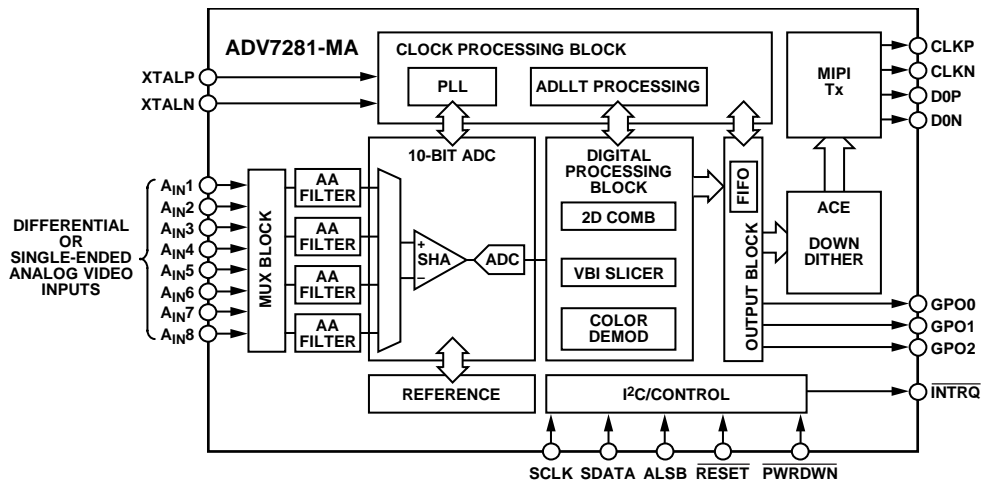 ADV7281-MA
CLOCK PROCESSING BLOCK
PLL
ADLLT PROCESSING
XTALP
XTALN
MIPI
Tx
CLKP
CLKN
D0P
D0N
10-BIT ADC
DIGITAL
PROCESSING
BLOCK
2D COMB
VBI SLICER
COLOR
DEMOD
FIFO
OUTPUT BLOCK
ACE
DOWN
DITHER
DIFFERENTIAL
OR
SINGLE-ENDED
ANALOG VIDEO
INPUTS
AIN1
AIN2
AIN3
AIN4
AIN5
AIN6
AIN7
AIN8
MUX BLOCK
AA
FILTER
AA
FILTER
AA
FILTER
AA
FILTER
+
SHA
–
ADC
GPO0
GPO1
GPO2
REFERENCE
I2C/CONTROL
INTRQ
SCLK SDATA ALSB RESET PWRDWN